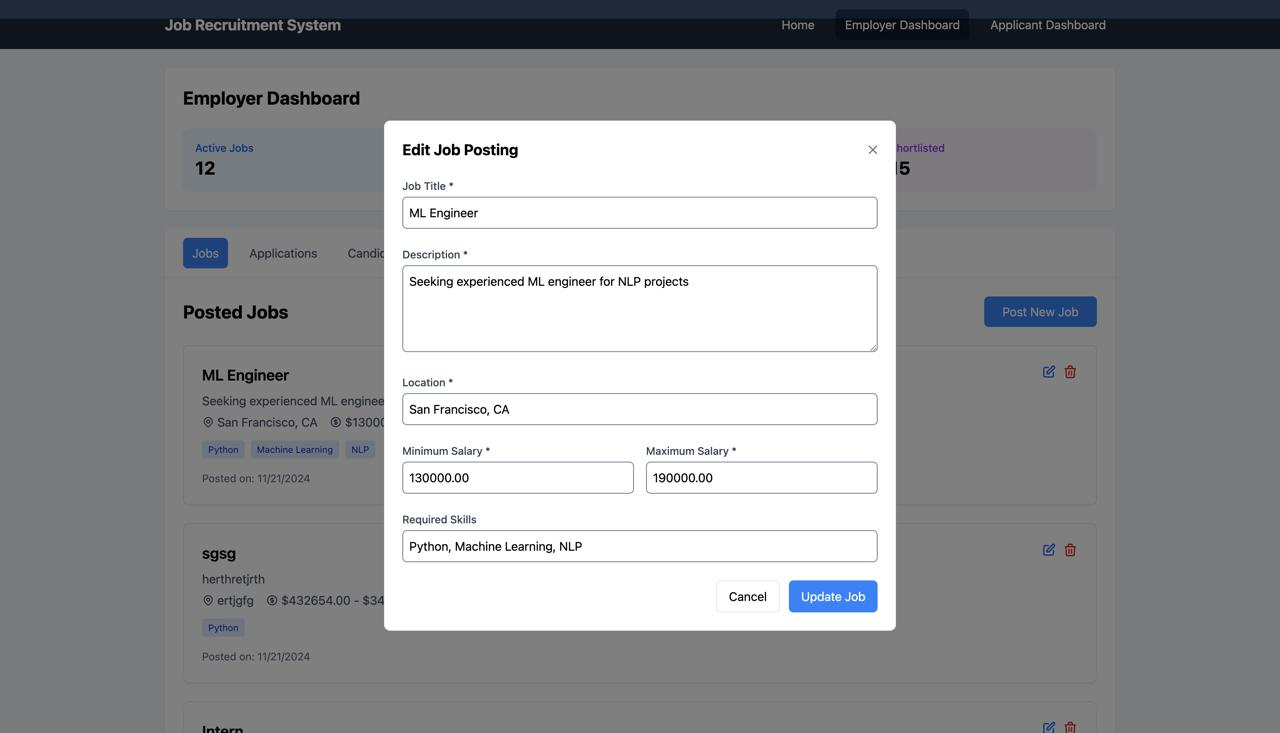 Job Recruitment System
Home Employer Dashboard Applicant Dashboard
Employer Dashboard
Active Jobs
12
hortlisted
15
Edit Job Posting
Job Title *
ML Engineer
Description *
Seeking experienced ML engineer for NLP projects
Location *
San Francisco, CA
Minimum Salary * Maximum Salary *
130000.00 190000.00
Required Skills
Python, Machine Learning, NLP
Cancel Update Job
Jobs Applications Candid
Posted Jobs Post New Job
ML Engineer
Seeking experienced ML enginee
San Francisco, CA $13000
Python Machine Learning NLP
Posted on: 11/21/2024
sgsg
herthretjrth
ertjgfg $432654.00 - $34
Python
Posted on: 11/21/2024
Intern